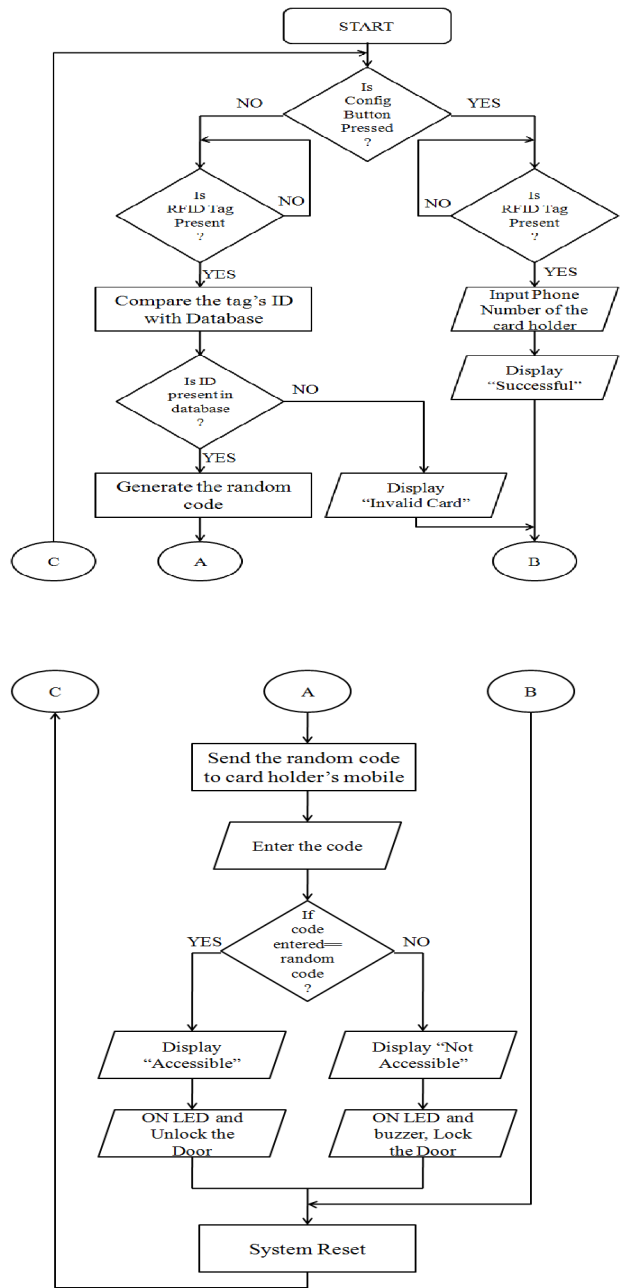 START
Is
Config
Button
Pressed
?
NO
YES
Is
RFID Tag
Present
?
NO
NO
Is
RFID Tag
Present
?
YES
YES
Compare the tag's ID
with Database
Input Phone
Number of the
card holder
Is ID
present in
database
?
NO
Display
“Successful”
YES
Generate the random
code
Display
“Invalid Card”
C
A
B
C
A
B
Send the random code
to card holder's mobile
Enter the code
If
code
entered==
random
code
?
YES
NO
Display
“Accessible”
Display “Not
Accessible”
ON LED and
Unlock the
Door
ON LED and
buzzer, Lock
the Door
System Reset